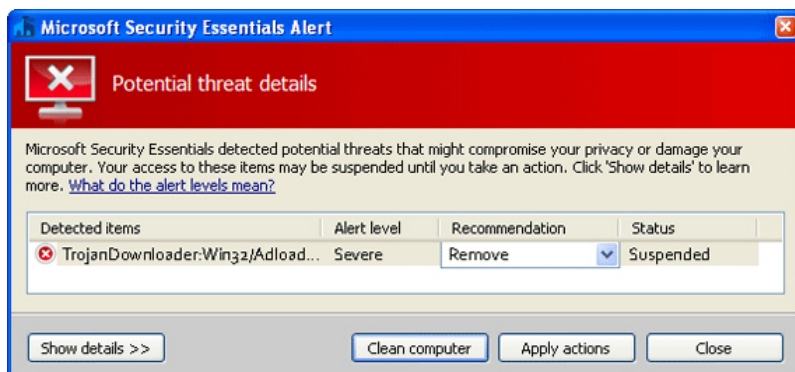 Microsoft Security Essentials Alert
Potential threat details
Microsoft Security Essentials detected potential threats that might compromise your privacy or damage your
computer. Your access to these items may be suspended until you take an action. Click 'Show details' to learn
more. What do the alert levels mean?
Detected items Alert level Recommendation Status
TrojanDownloader:Win32/Adload... Severe Remove Suspended
Show details >> Clean computer Apply actions Close